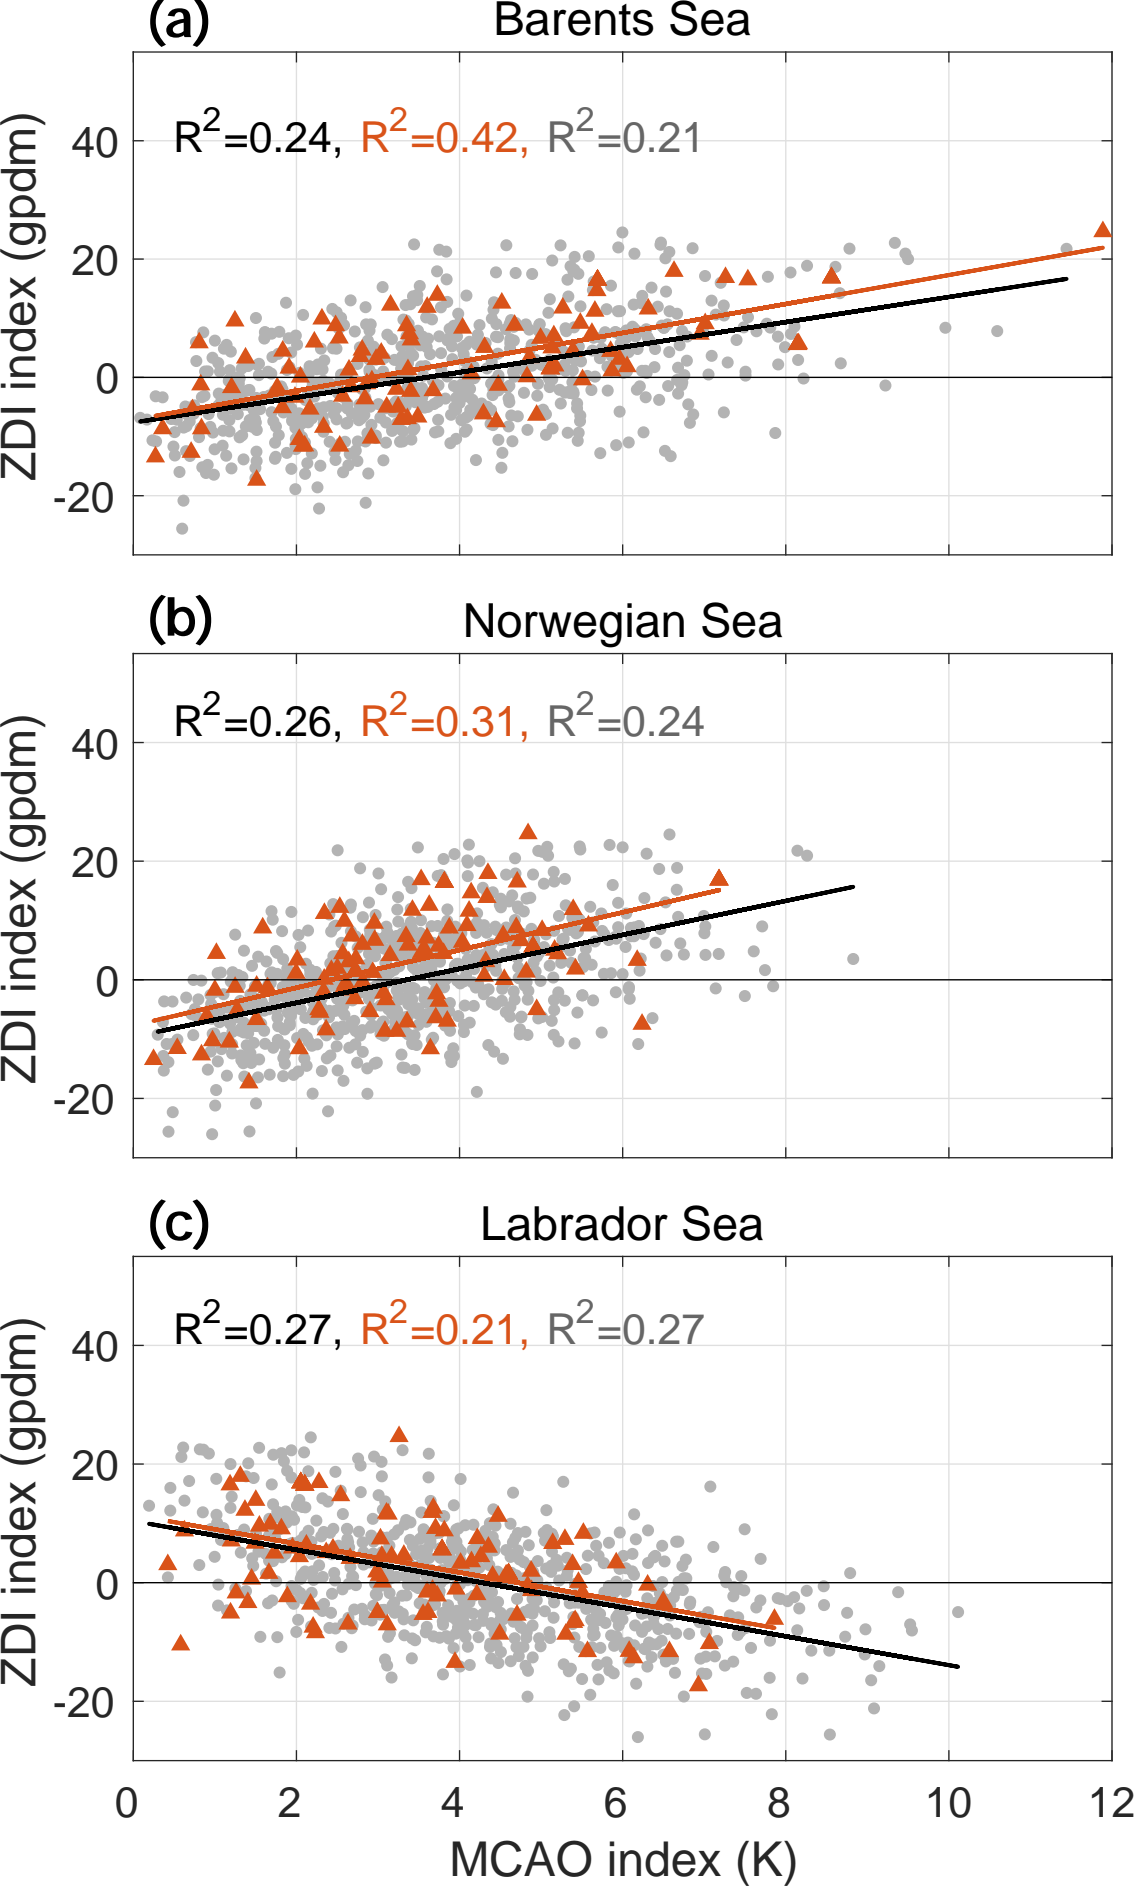 (a) Barents Sea
R²=0.24, R²=0.42, R²=0.21
40
20
0
-20
ZDI index (gpdm)
(b) Norwegian Sea
R²=0.26, R²=0.31, R²=0.24
40
20
0
-20
ZDI index (gpdm)
(c) Labrador Sea
R²=0.27, R²=0.21, R²=0.27
40
20
0
-20
ZDI index (gpdm)
0 2 4 6 8 10 12
MCAO index (K)